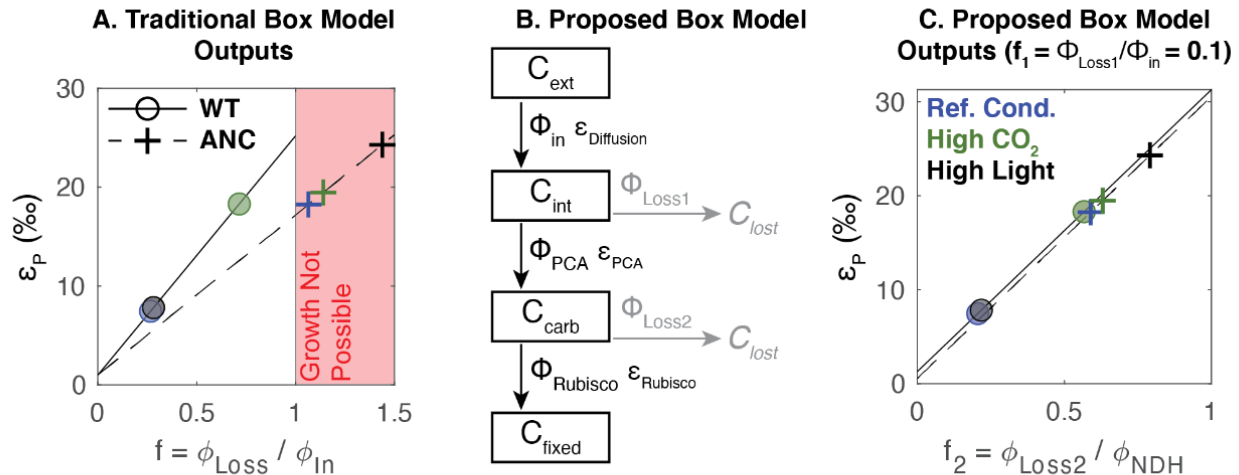 A. Traditional Box Model
Outputs
30
20
10
0
εP (‰)
WT
ANC
Growth Not
Possible
0
0.5
1
1.5
f = ϕLoss / ϕIn
B. Proposed Box Model
Cext
Φin εDiffusion
Cint
ΦLoss1
Clost
ΦPCA εPCA
Ccarb
ΦLoss2
Clost
ΦRubisco εRubisco
Cfixed
C. Proposed Box Model
Outputs (f1 = ΦLoss1/Φin = 0.1)
30
20
10
0
εP (‰)
Ref. Cond.
High CO2
High Light
0
0.5
1
f2 = ϕLoss2 / ϕNDH